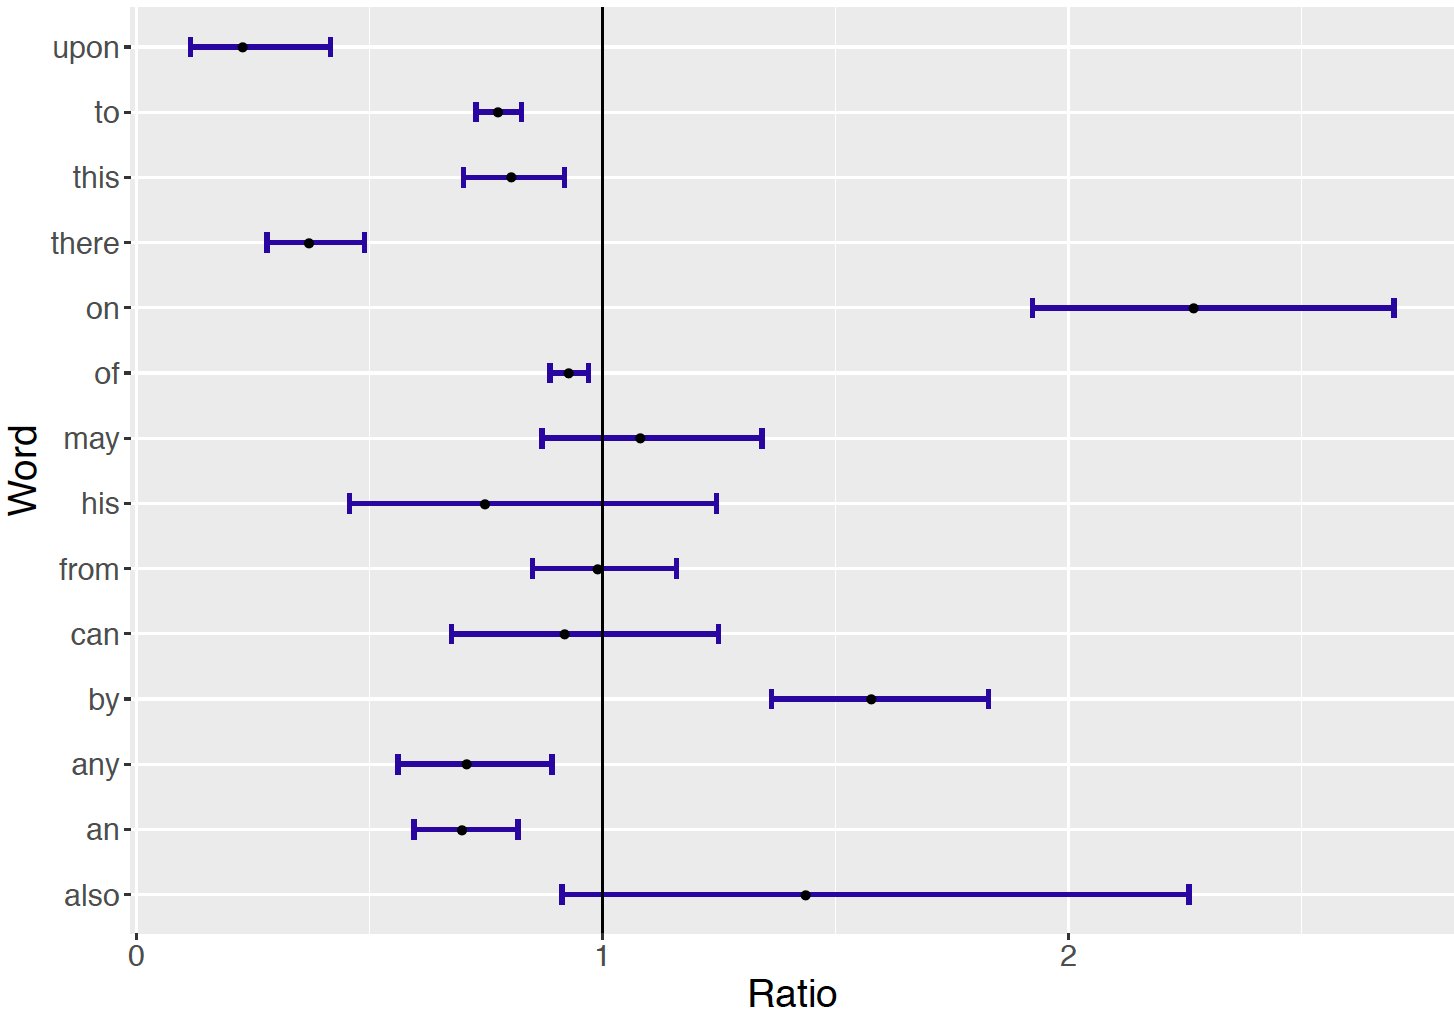 upon
to
this
there
on
of
may
his
from
can
by
any
an
also
Word
0 1 2
Ratio